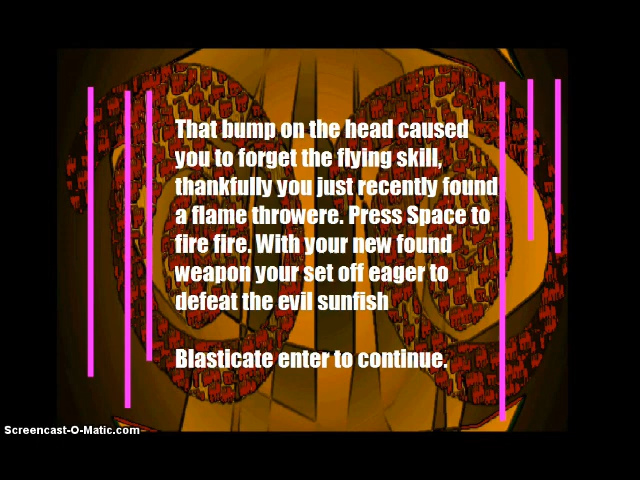 That bump on the head caused
you to forget the flying skill,
thankfully you just recently found
a flame throwere. Press Space to
fire fire. With your new found
weapon your set off eager to
defeat the evil sunfish
Blasticate enter to continue.
Screencast-O-Matic.com